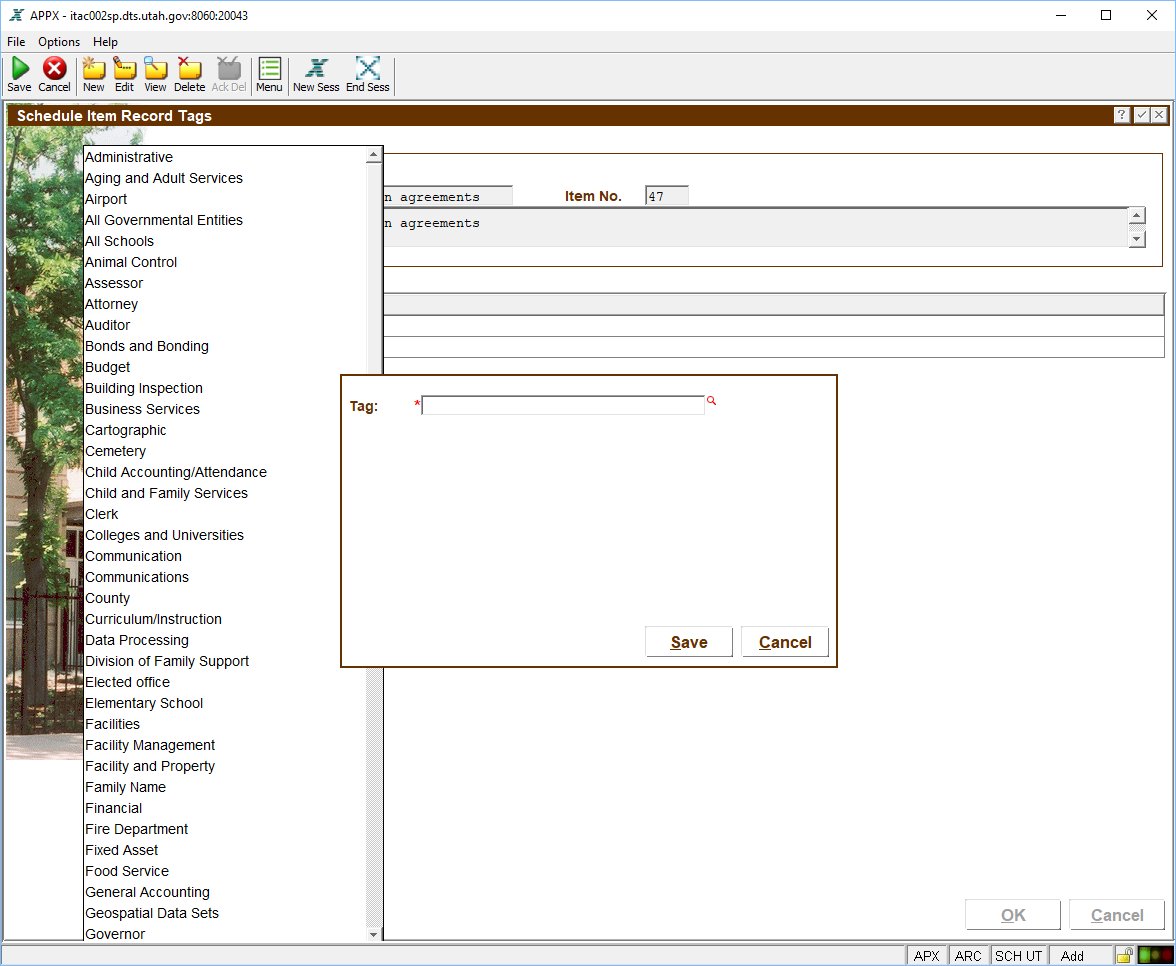 APPX - itac002sp.dts.utah.gov:8060:20043
File Options Help
Save Cancel New Edit View Delete Ack Del Menu New Sess End Sess
Schedule Item Record Tags
?
n agreements Item No. 47
n agreements
Administrative
Aging and Adult Services
Airport
All Governmental Entities
All Schools
Animal Control
Assessor
Attorney
Auditor
Bonds and Bonding
Budget
Building Inspection
Business Services
Cartographic
Cemetery
Child Accounting/Attendance
Child and Family Services
Clerk
Colleges and Universities
Communication
Communications
County
Curriculum/Instruction
Data Processing
Division of Family Support
Elected office
Elementary School
Facilities
Facility Management
Facility and Property
Family Name
Financial
Fire Department
Fixed Asset
Food Service
General Accounting
Geospatial Data Sets
Governor
Tag: *
Save Cancel
OK Cancel
APX ARC SCH UT Add